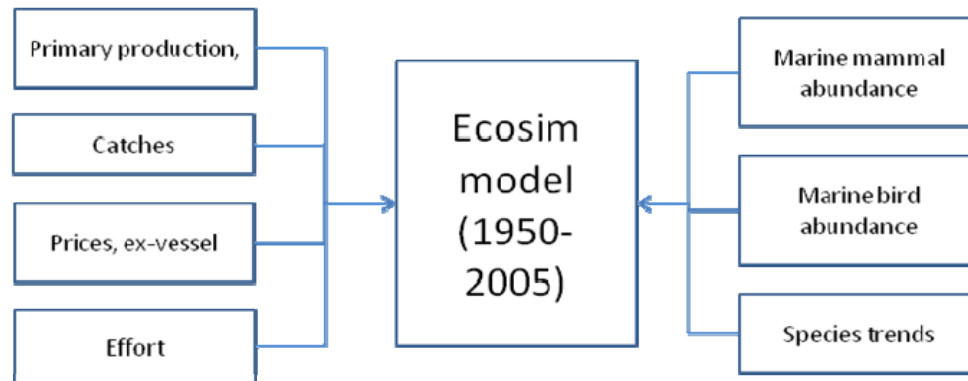 Primary production,
Catches
Prices, ex-vessel
Effort
Ecosim
model
(1950-
2005)
Marine mammal
abundance
Marine bird
abundance
Species trends